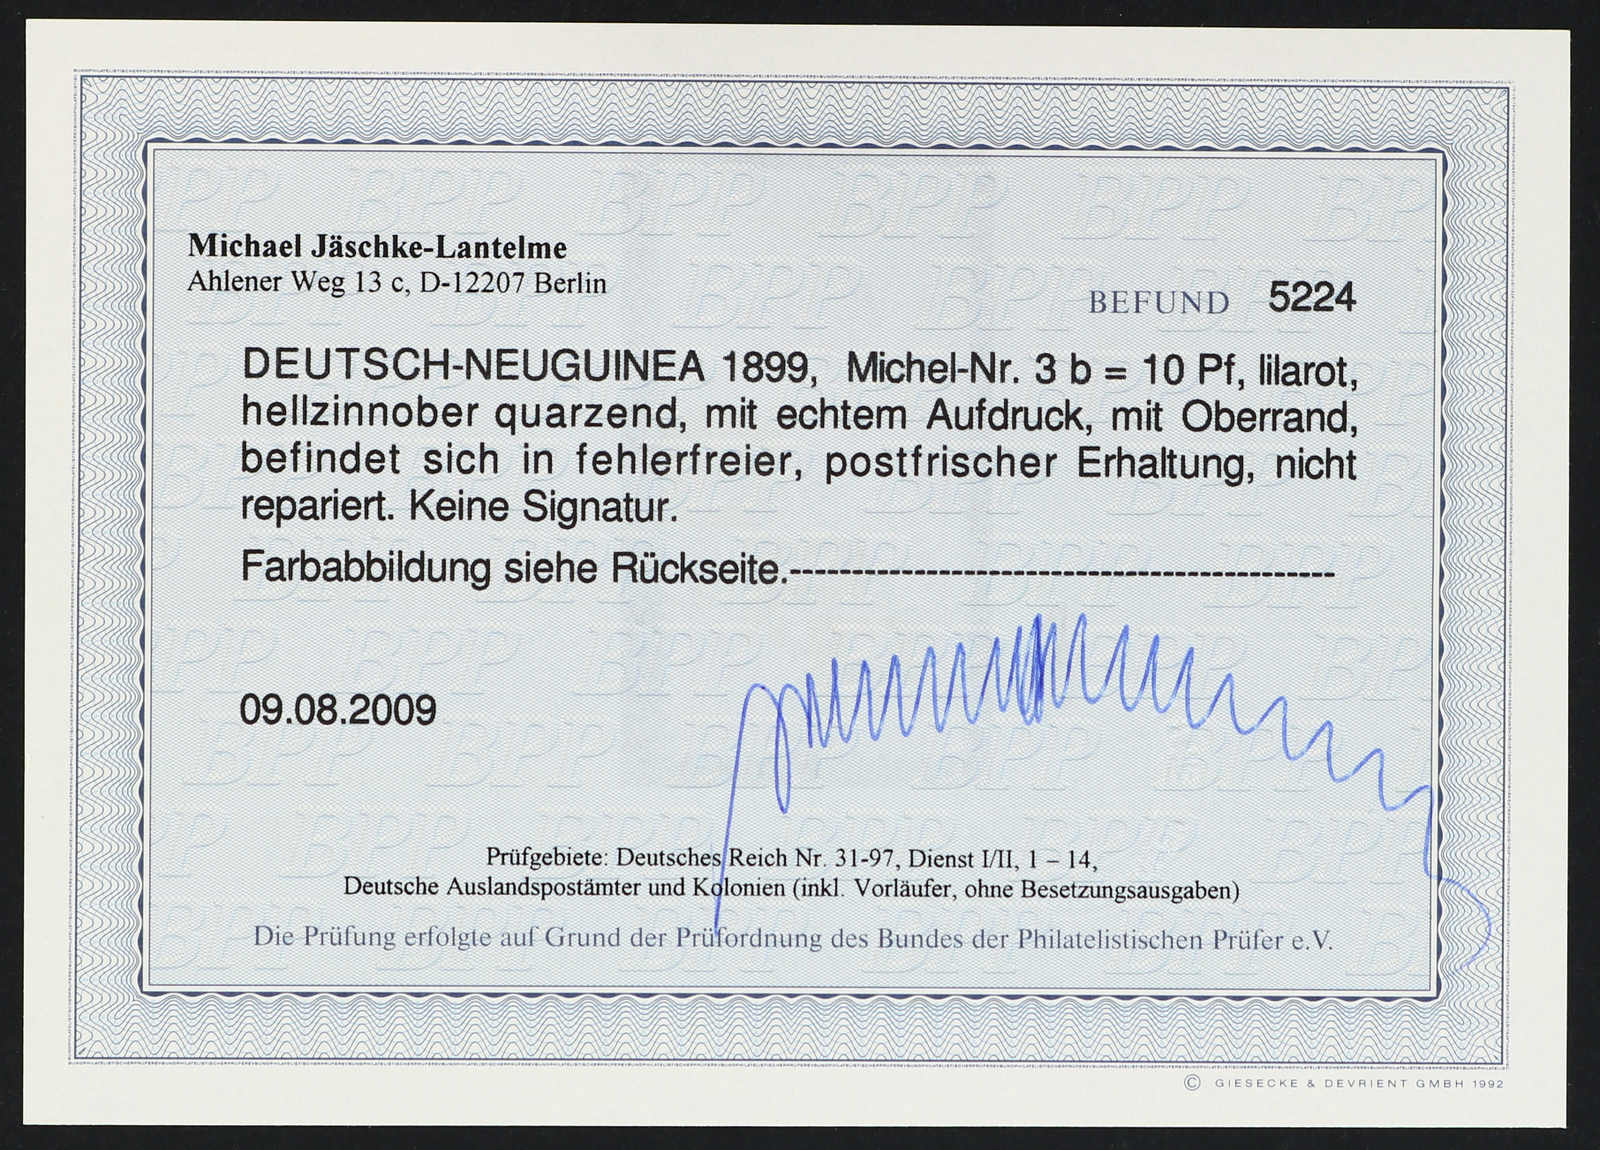 Michael Jäschke-Lantelme
Ahlener Weg 13 c, D-12207 Berlin
BEFUND 5224
DEUTSCH-NEUGUINEA 1899, Michel-Nr. 3 b = 10 Pf, lilarot,
hellzinnober quarzend, mit echtem Aufdruck, mit Oberrand,
befindet sich in fehlerfreier, postfrischer Erhaltung, nicht
repariert. Keine Signatur.
Farbabbildung siehe Rückseite.--------------------------------------------
09.08.2009
Prüfgebiete: Deutsches Reich Nr. 31-97, Dienst I/II, 1 – 14,
Deutsche Auslandspostämter und Kolonien (inkl. Vorläufer, ohne Besetzungsausgaben)
Die Prüfung erfolgte auf Grund der Prüfordnung des Bundes der Philatelistischen Prüfer e.V.
© GIESECKE & DEVRIENT GMBH 1992